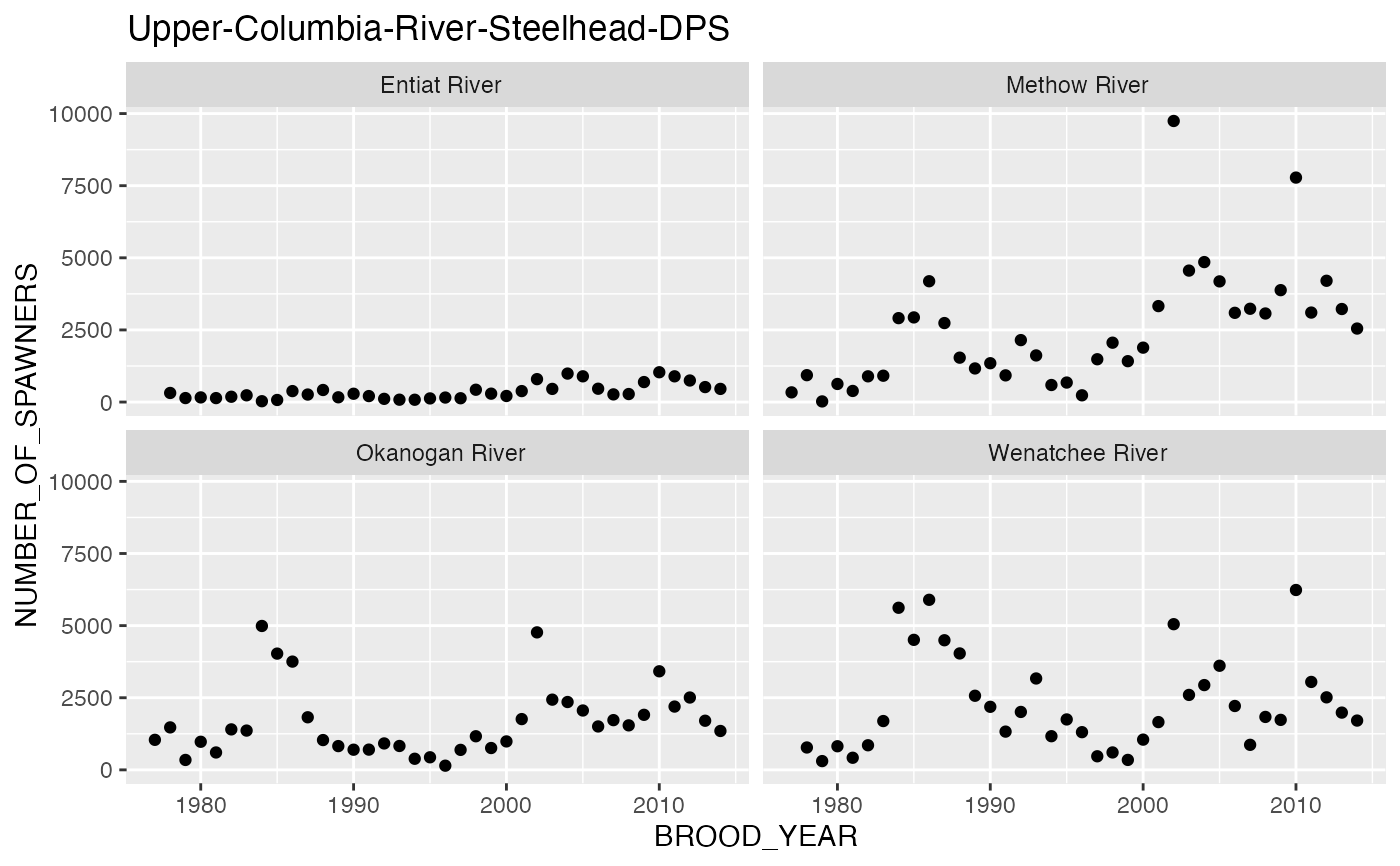 Upper-Columbia-River-Steelhead-DPS
Entiat River
Methow River
10000
7500
5000
2500
0
Okanogan River
Wenatchee River
10000
7500
5000
2500
0
1980
1990
2000
2010
1980
1990
2000
2010
BROOD_YEAR
NUMBER_OF_SPAWNERS